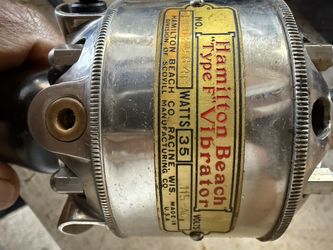 Hamilton Beach
"Type F" Vibrator
NO.
WATTS 35
VOLTS
HAMILTON BEACH CO. RACINE, WIS.
DIVISION OF SCOVILL MANUFACTURING CO.
MADE IN
U.S.A.